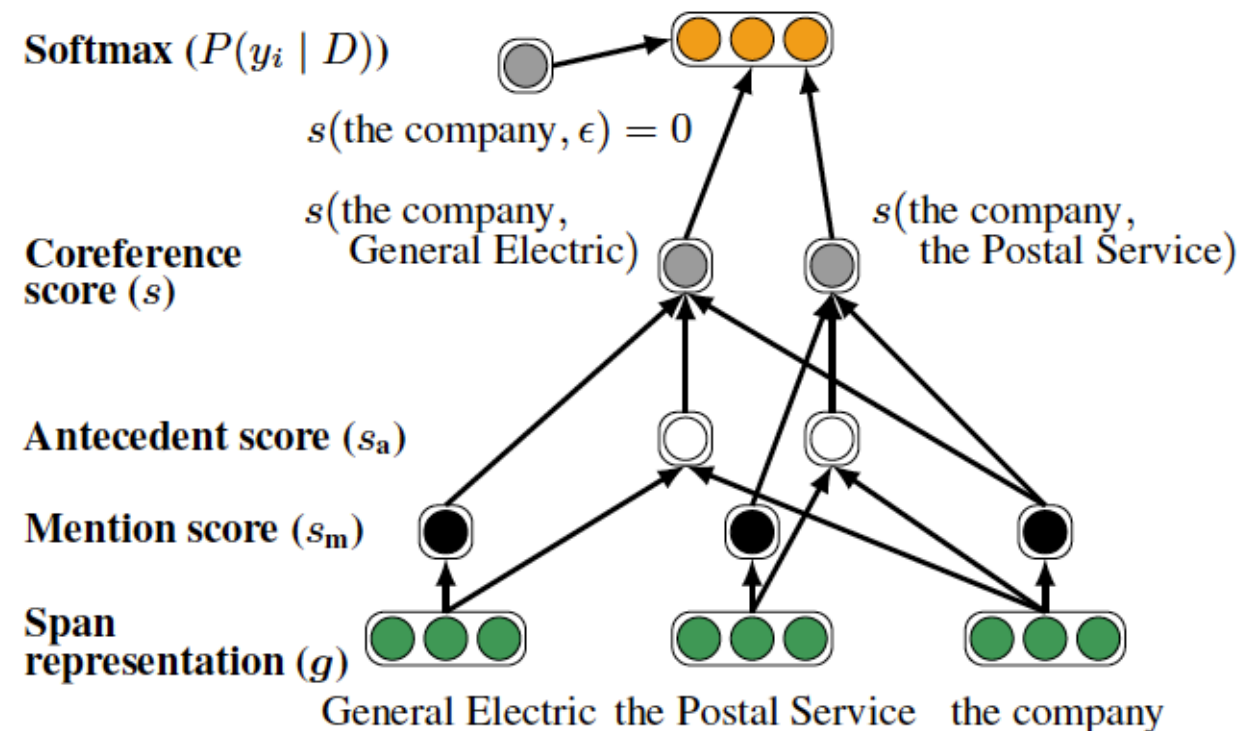 Softmax (P(y_i | D))
s(the company, ϵ) = 0
s(the company,
General Electric)
s(the company,
the Postal Service)
Coreference
score (s)
Antecedent score (s_a)
Mention score (s_m)
Span
representation (g)
General Electric the Postal Service the company